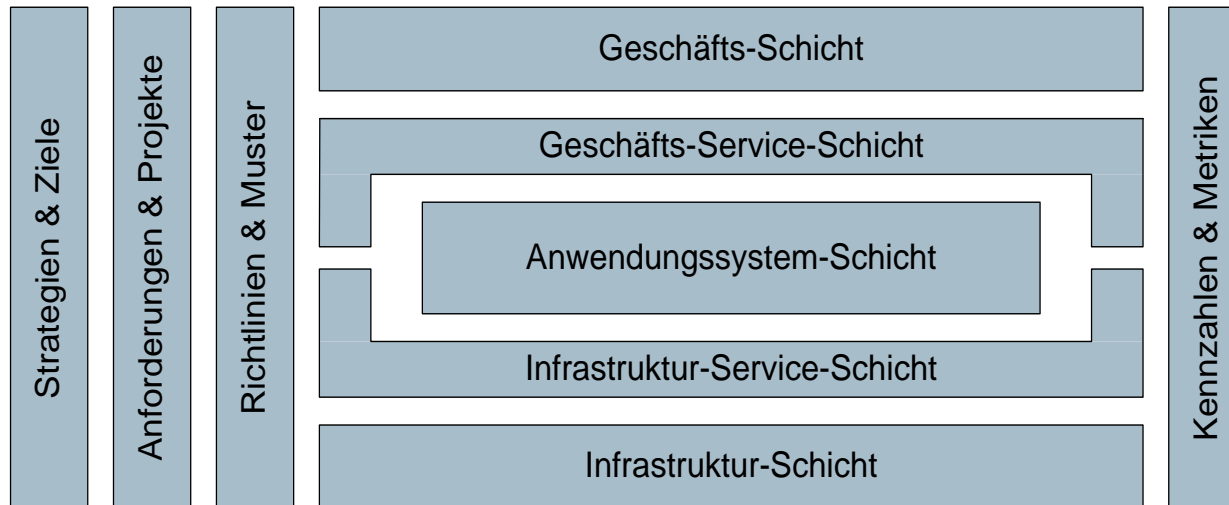 Strategien & Ziele
Anforderungen & Projekte
Richtlinien & Muster
Geschäfts-Schicht
Geschäfts-Service-Schicht
Anwendungssystem-Schicht
Infrastruktur-Service-Schicht
Infrastruktur-Schicht
Kennzahlen & Metriken